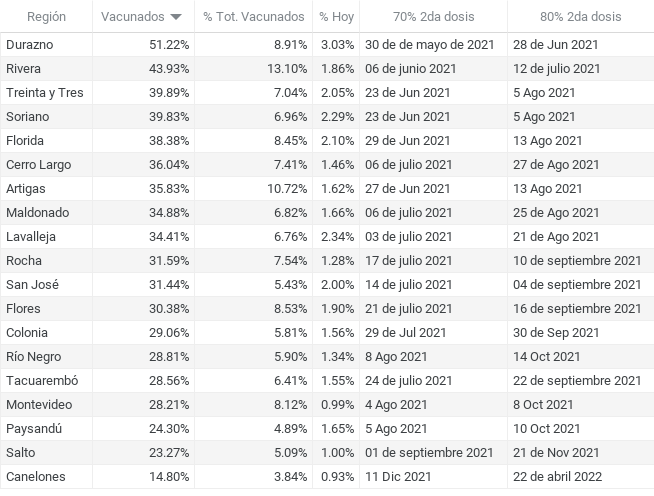 Región Vacunados % Tot. Vacunados % Hoy 70% 2da dosis 80% 2da dosis
Durazno 51.22% 8.91% 3.03% 30 de de mayo de 2021 28 de Jun 2021
Rivera 43.93% 13.10% 1.86% 06 de junio 2021 12 de julio 2021
Treinta y Tres 39.89% 7.04% 2.05% 23 de Jun 2021 5 Ago 2021
Soriano 39.83% 6.96% 2.29% 23 de Jun 2021 5 Ago 2021
Florida 38.38% 8.45% 2.10% 29 de Jun 2021 13 Ago 2021
Cerro Largo 36.04% 7.41% 1.46% 06 de julio 2021 27 de Ago 2021
Artigas 35.83% 10.72% 1.62% 27 de Jun 2021 13 Ago 2021
Maldonado 34.88% 6.82% 1.66% 06 de julio 2021 25 de Ago 2021
Lavalleja 34.41% 6.76% 2.34% 03 de julio 2021 21 de Ago 2021
Rocha 31.59% 7.54% 1.28% 17 de julio 2021 10 de septiembre 2021
San José 31.44% 5.43% 2.00% 14 de julio 2021 04 de septiembre 2021
Flores 30.38% 8.53% 1.90% 21 de julio 2021 16 de septiembre 2021
Colonia 29.06% 5.81% 1.56% 29 de Jul 2021 30 de Sep 2021
Río Negro 28.81% 5.90% 1.34% 8 Ago 2021 14 Oct 2021
Tacuarembó 28.56% 6.41% 1.55% 24 de julio 2021 22 de septiembre 2021
Montevideo 28.21% 8.12% 0.99% 4 Ago 2021 8 Oct 2021
Paysandú 24.30% 4.89% 1.65% 5 Ago 2021 10 Oct 2021
Salto 23.27% 5.09% 1.00% 01 de septiembre 2021 21 de Nov 2021
Canelones 14.80% 3.84% 0.93% 11 Dic 2021 22 de abril 2022